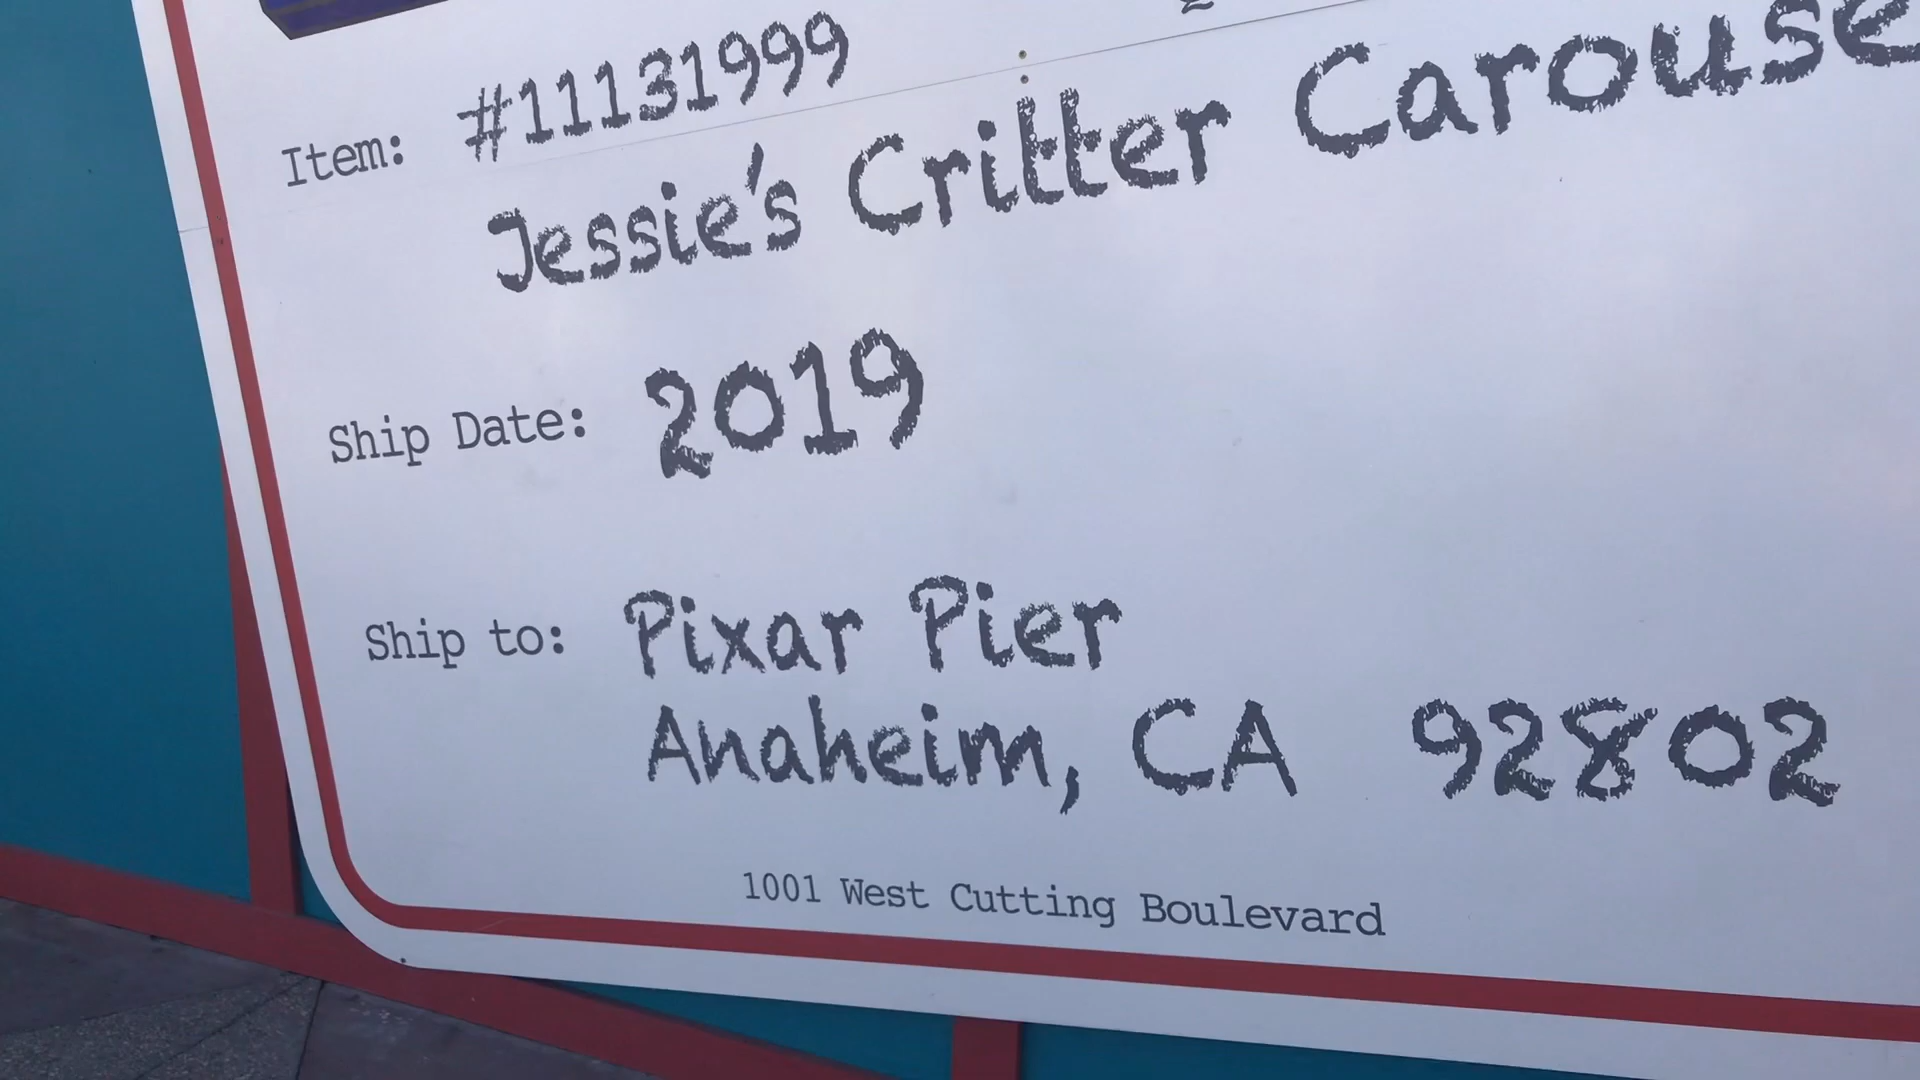 Item: #11131999
Jessie's Critter Carouse
Ship Date: 2019
Ship to: Pixar Pier
Anaheim, CA 92802
1001 West Cutting Boulevard